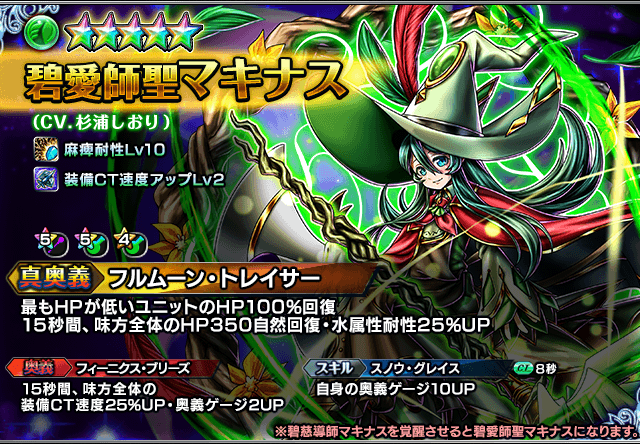 碧愛師聖マキナス
(CV.杉浦しおり)
麻痺耐性Lv10
装備CT速度アップLv2
5 5 4
真奥義 フルムーン・トレイサー
最もHPが低いユニットのHP100%回復
15秒間、味方全体のHP350自然回復・水属性耐性25%UP
奥義 フィーニクス・ブリーズ
15秒間、味方全体の
装備CT速度25%UP・奥義ゲージ2UP
スキル スノウ・グレイス CT 8秒
自身の奥義ゲージ10UP
※碧慈導師マキナスを覚醒させると碧愛師聖マキナスになります。